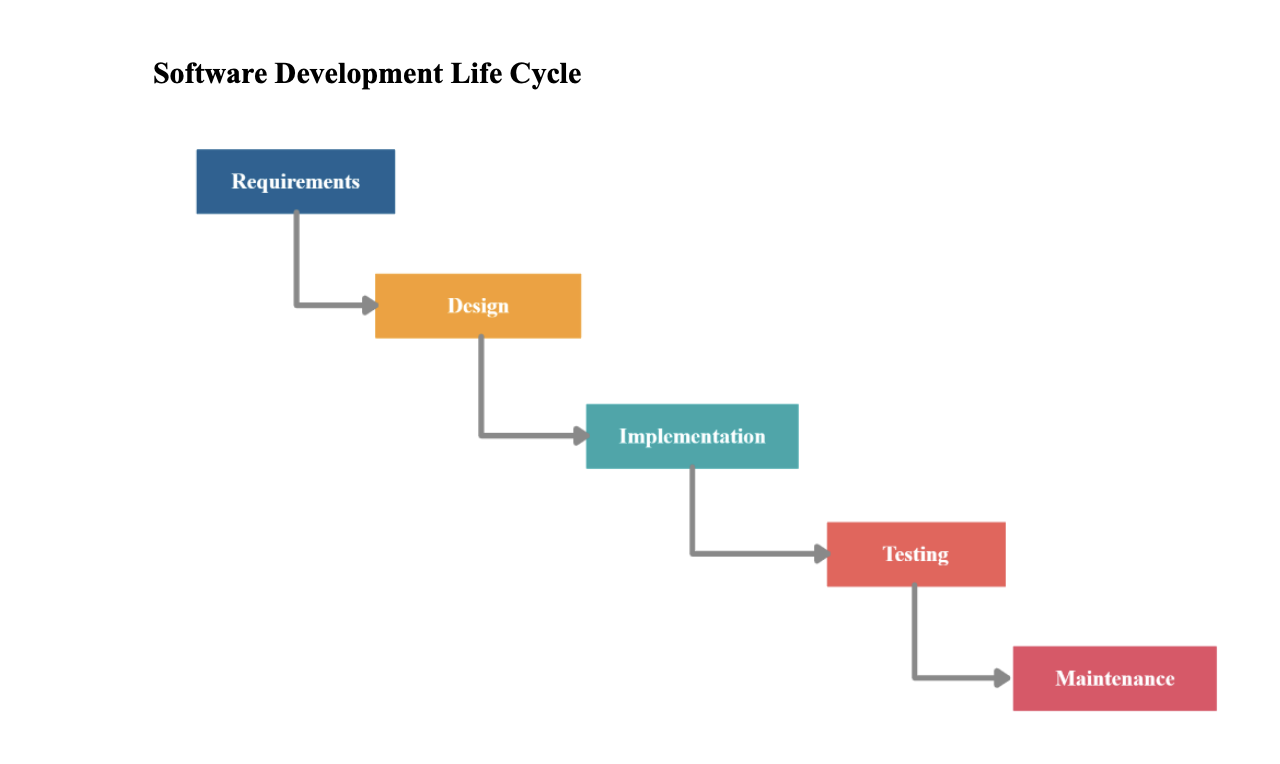 Software Development Life Cycle
Requirements
Design
Implementation
Testing
Maintenance